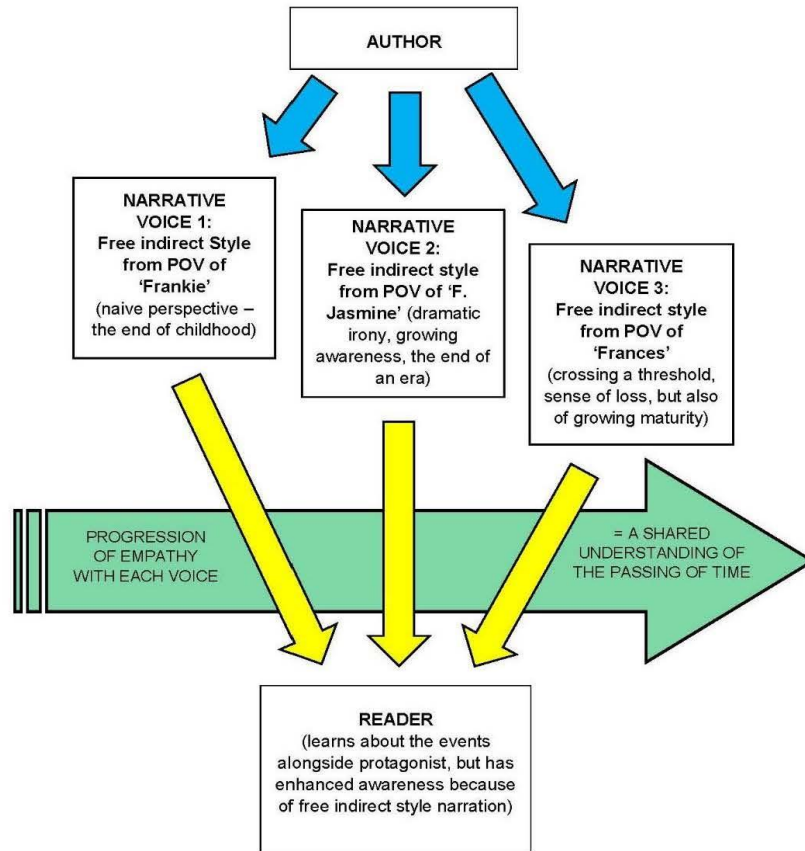 AUTHOR
NARRATIVE
VOICE 1:
Free indirect Style
from POV of
‘Frankie’
(naive perspective –
the end of childhood)
NARRATIVE
VOICE 2:
Free indirect style
from POV of ‘F.
Jasmine’ (dramatic
irony, growing
awareness, the end of
an era)
NARRATIVE
VOICE 3:
Free indirect style
from POV of
‘Frances’
(crossing a threshold,
sense of loss, but also
of growing maturity)
PROGRESSION
OF EMPATHY
WITH EACH VOICE
= A SHARED
UNDERSTANDING OF
THE PASSING OF TIME
READER
(learns about the events
alongside protagonist, but has
enhanced awareness because
of free indirect style narration)